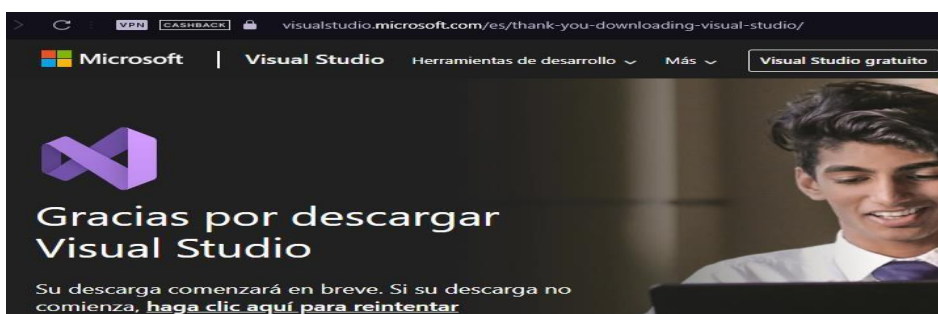 VPN CASHBACK visualstudio.microsoft.com/es/thank-you-downloading-visual-studio/
Microsoft | Visual Studio Herramientas de desarrollo Más Visual Studio gratuito
Gracias por descargar
Visual Studio
Su descarga comenzará en breve. Si su descarga no
comienza, haga clic aquí para reintentar